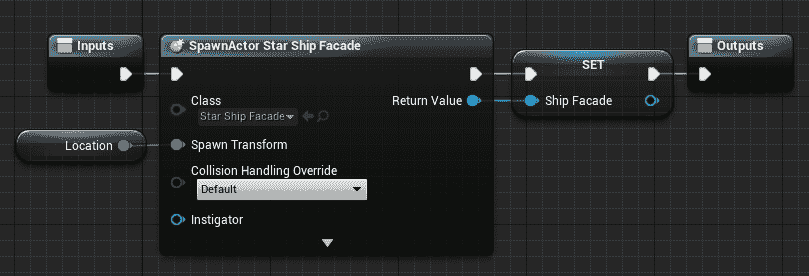 Inputs
SpawnActor Star Ship Facade
SET
Outputs
Class
Star Ship Facade
Return Value
Ship Facade
Location
Spawn Transform
Collision Handling Override
Default
Instigator